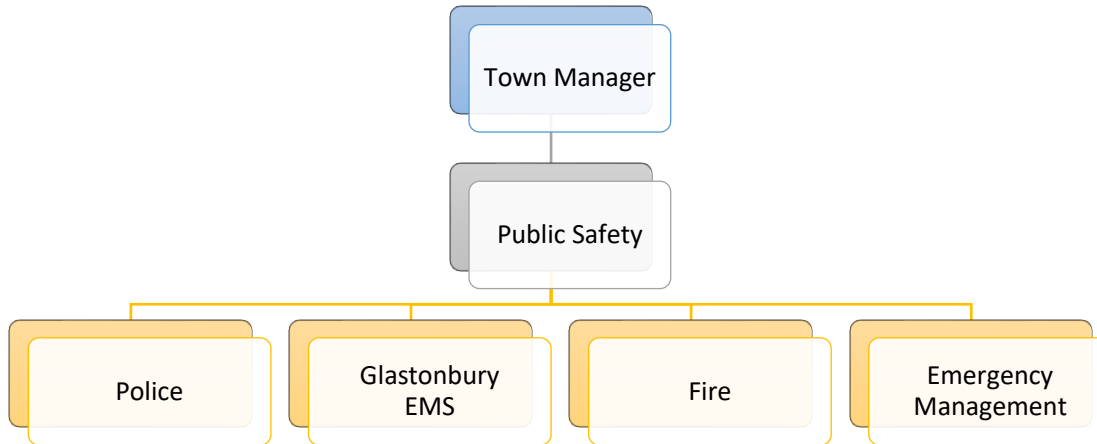 Town Manager
Public Safety
Police
Glastonbury
EMS
Fire
Emergency
Management